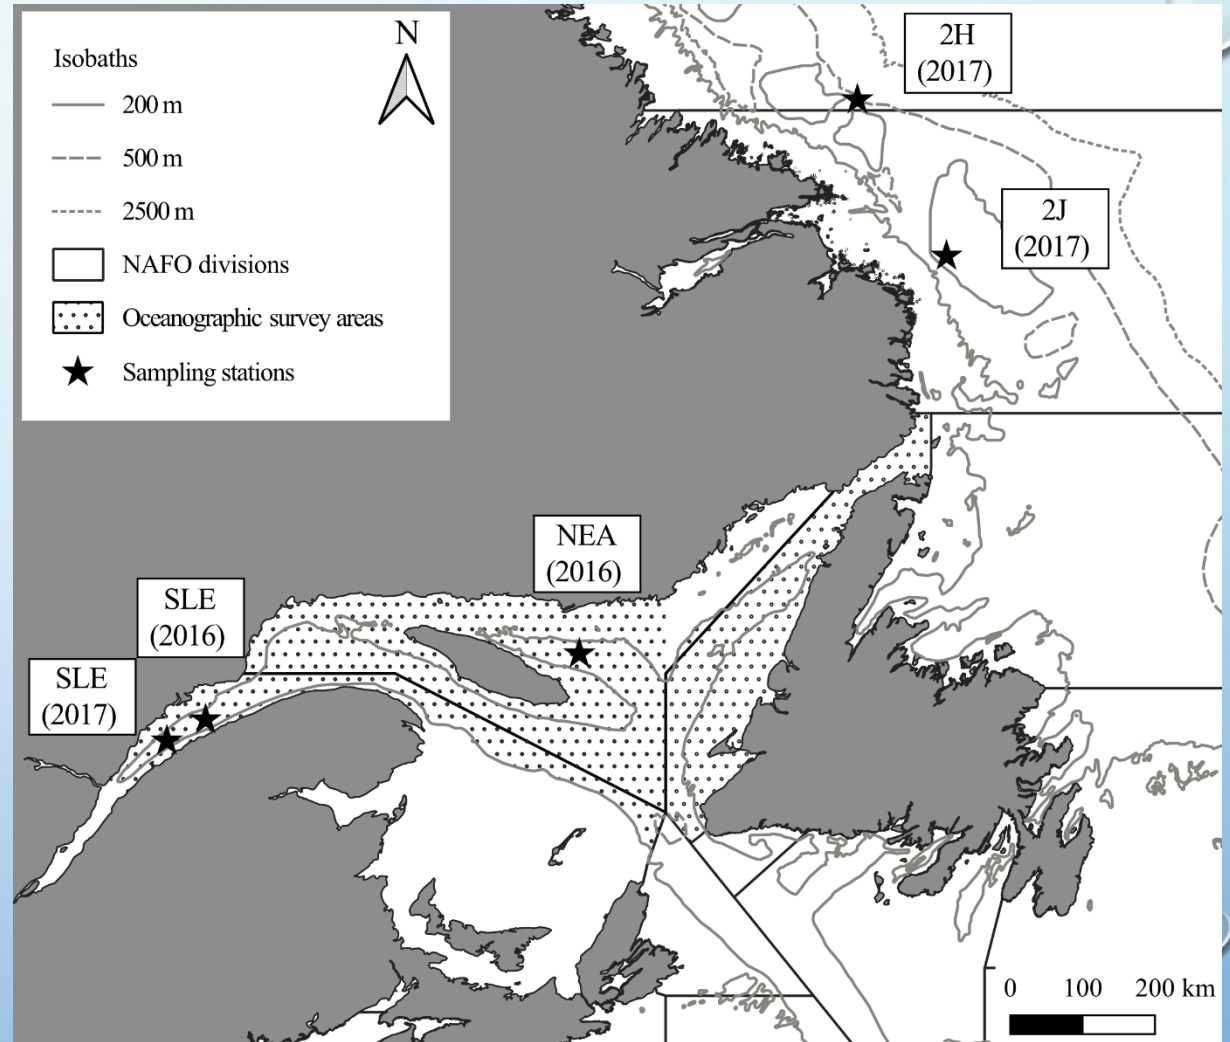 Isobaths
200 m
500 m
2500 m
NAFO divisions
Oceanographic survey areas
Sampling stations
N
2H
(2017)
2J
(2017)
NEA
(2016)
SLE
(2016)
SLE
(2017)
0 100 200 km